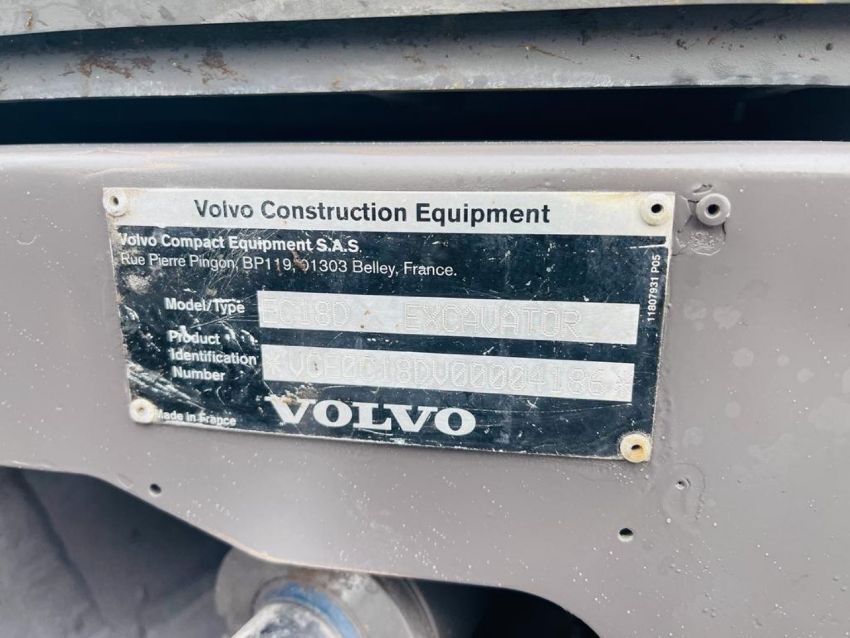 Volvo Construction Equipment
Volvo Compact Equipment S.A.S.
Rue Pierre Pingon, BP119, 01303 Belley, France.
11807931 P05
Model/Type EC18D EXCAVATOR
Product
Identification
Number
*VCE0C18DV00004186*
VOLVO
Made in France